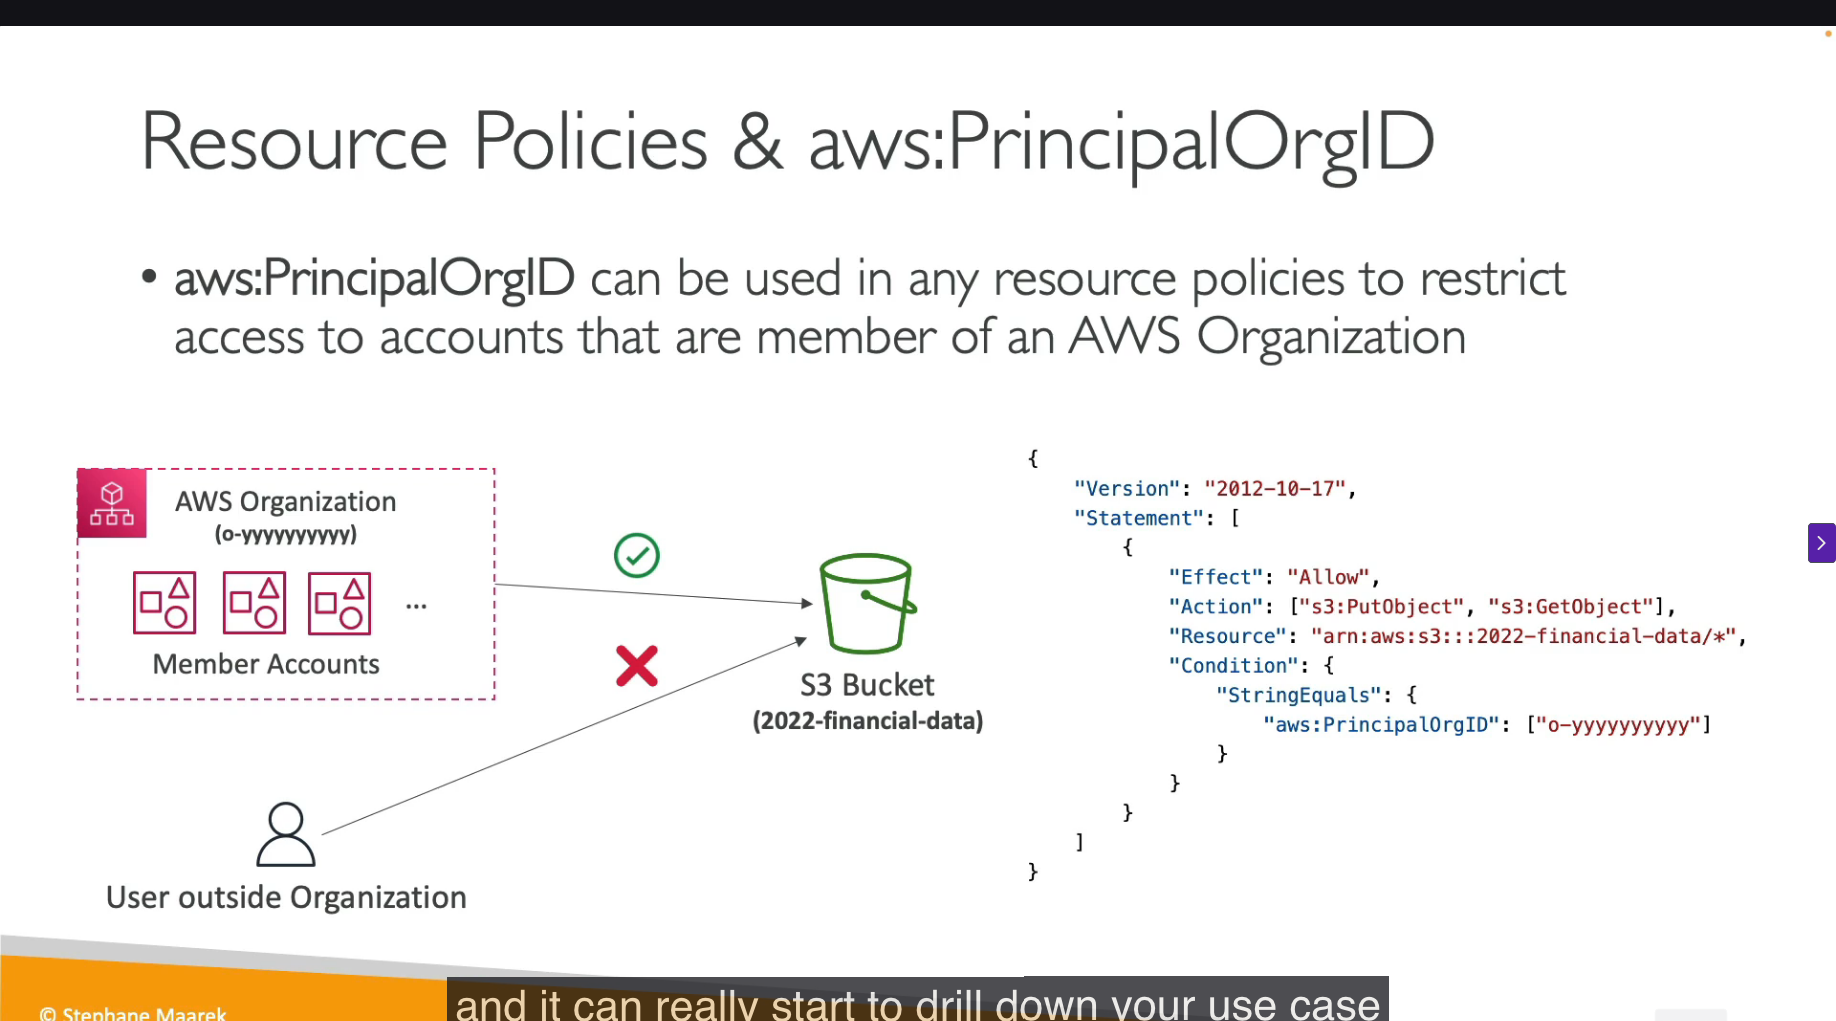 Resource Policies & aws:PrincipalOrgID
• aws:PrincipalOrgID can be used in any resource policies to restrict
access to accounts that are member of an AWS Organization
AWS Organization
(o-yyyyyyyyyy)
...
Member Accounts
User outside Organization
S3 Bucket
(2022-financial-data)
{
"Version": "2012-10-17",
"Statement": [
{
"Effect": "Allow",
"Action": ["s3:PutObject", "s3:GetObject"],
"Resource": "arn:aws:s3:::2022-financial-data/*",
"Condition": {
"StringEquals": {
"aws:PrincipalOrgID": ["o-yyyyyyyyyy"]
}
}
}
]
}
© Stephane Maarek
and it can really start to drill down your use case